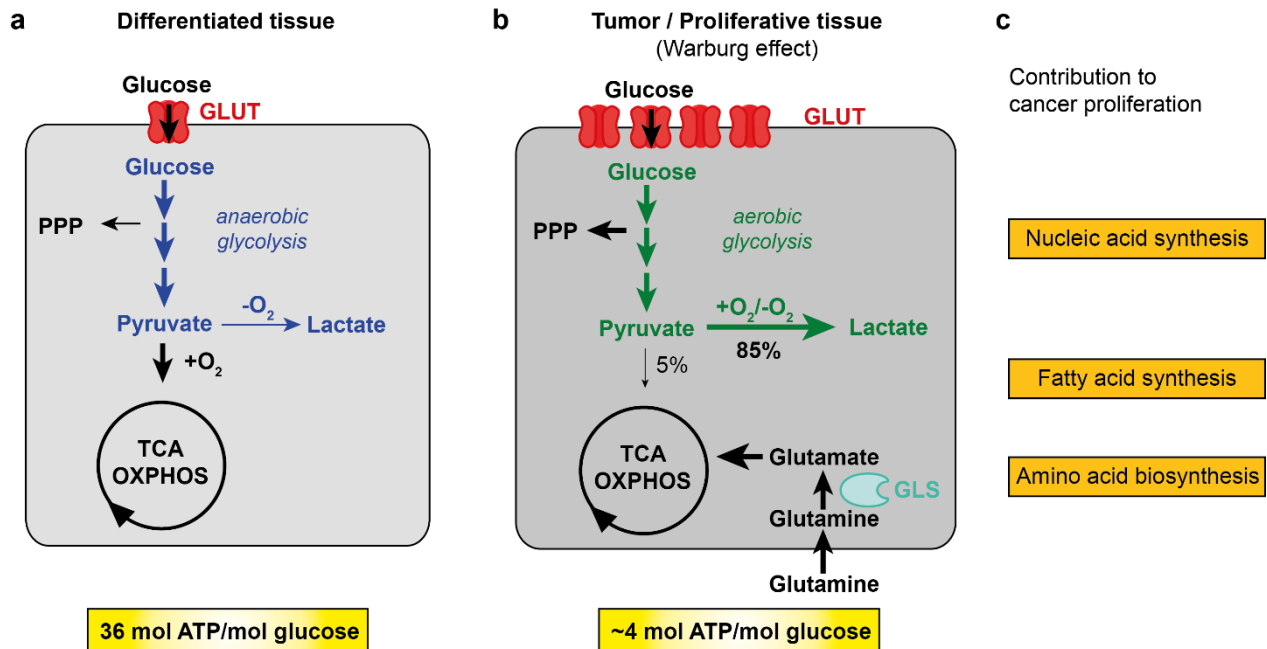 a
Differentiated tissue
Glucose
GLUT
Glucose
PPP
anaerobic
glycolysis
-O₂
Pyruvate
Lactate
+O₂
TCA
OXPHOS
36 mol ATP/mol glucose
b
Tumor / Proliferative tissue
(Warburg effect)
Glucose
GLUT
Glucose
PPP
aerobic
glycolysis
+O₂/-O₂
Pyruvate
Lactate
85%
5%
TCA
OXPHOS
Glutamate
GLS
Glutamine
Glutamine
~4 mol ATP/mol glucose
c
Contribution to
cancer proliferation
Nucleic acid synthesis
Fatty acid synthesis
Amino acid biosynthesis